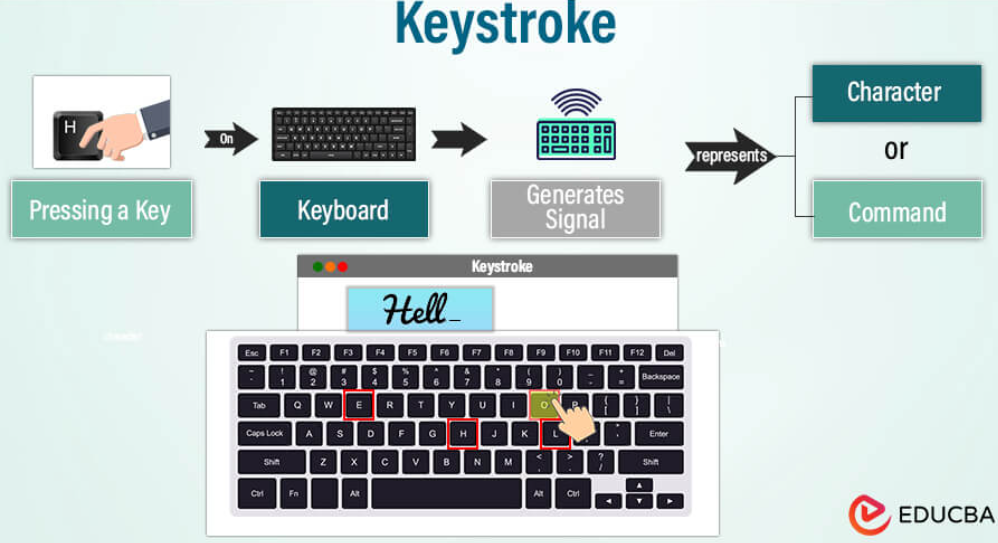 Keystroke
H
On
represents
Character
or
Command
Pressing a Key
Keyboard
Generates
Signal
Keystroke
Hell_
Esc F1 F2 F3 F4 F5 F6 F7 F8 F9 F10 F11 F12 Del
! @ # $ % ^ & * ( )
1 2 3 4 5 6 7 8 9 0 = Backspace
Tab Q W E R T Y U I O P { } |
[ ] \
Caps Lock A S D F G H J K L Enter
Shift Z X C V B N M < > ? Shift
/
Ctrl Fn Alt Alt Ctrl
EDUCBA